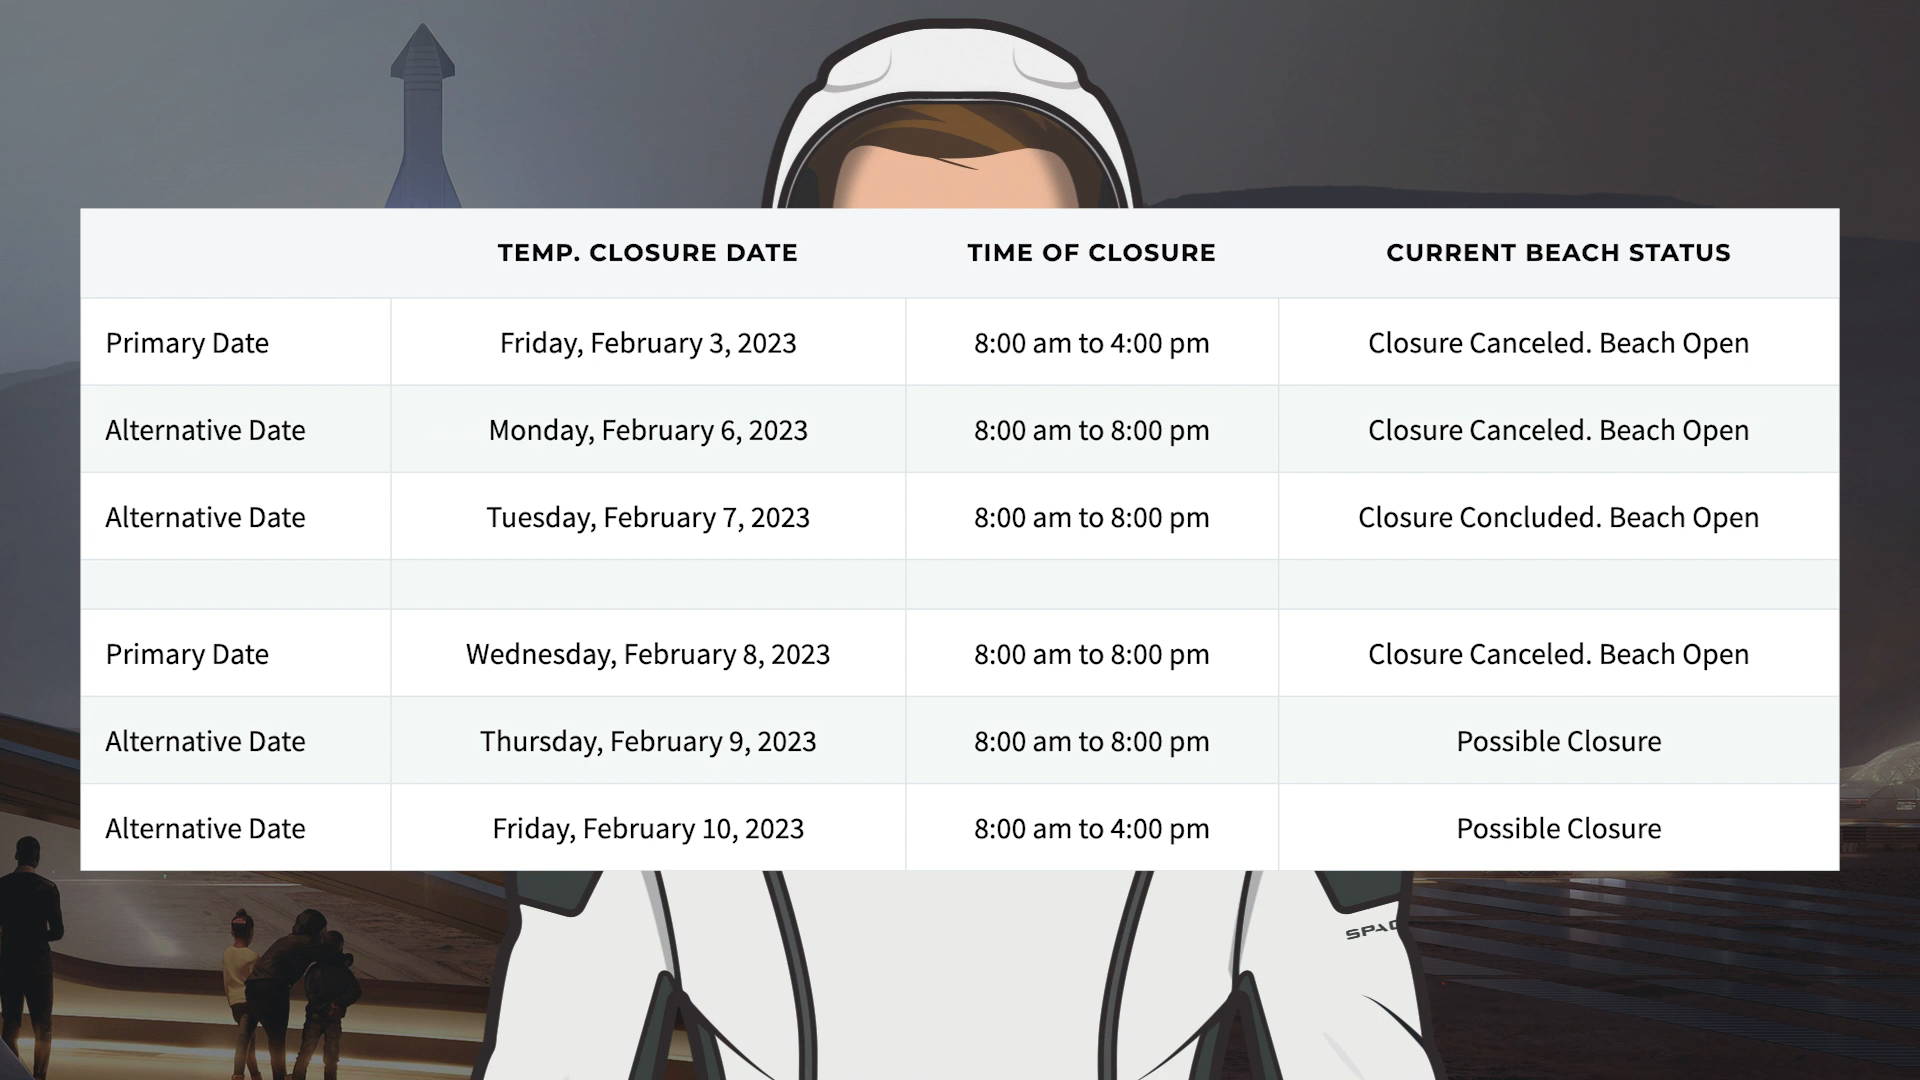 TEMP. CLOSURE DATE TIME OF CLOSURE CURRENT BEACH STATUS
Primary Date Friday, February 3, 2023 8:00 am to 4:00 pm Closure Canceled. Beach Open
Alternative Date Monday, February 6, 2023 8:00 am to 8:00 pm Closure Canceled. Beach Open
Alternative Date Tuesday, February 7, 2023 8:00 am to 8:00 pm Closure Concluded. Beach Open
Primary Date Wednesday, February 8, 2023 8:00 am to 8:00 pm Closure Canceled. Beach Open
Alternative Date Thursday, February 9, 2023 8:00 am to 8:00 pm Possible Closure
Alternative Date Friday, February 10, 2023 8:00 am to 4:00 pm Possible Closure
SPAC